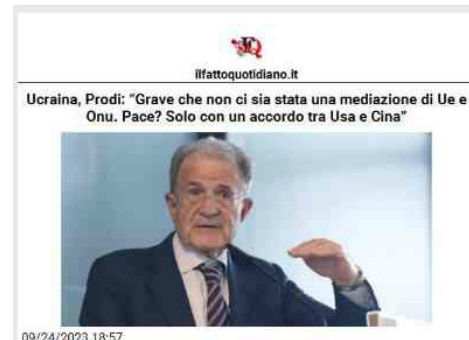 ilfattoquotidiano.it
Ucraina, Prodi: “Grave che non ci sia stata una mediazione di Ue e
Onu. Pace? Solo con un accordo tra Usa e Cina”
09/24/2023 18:57